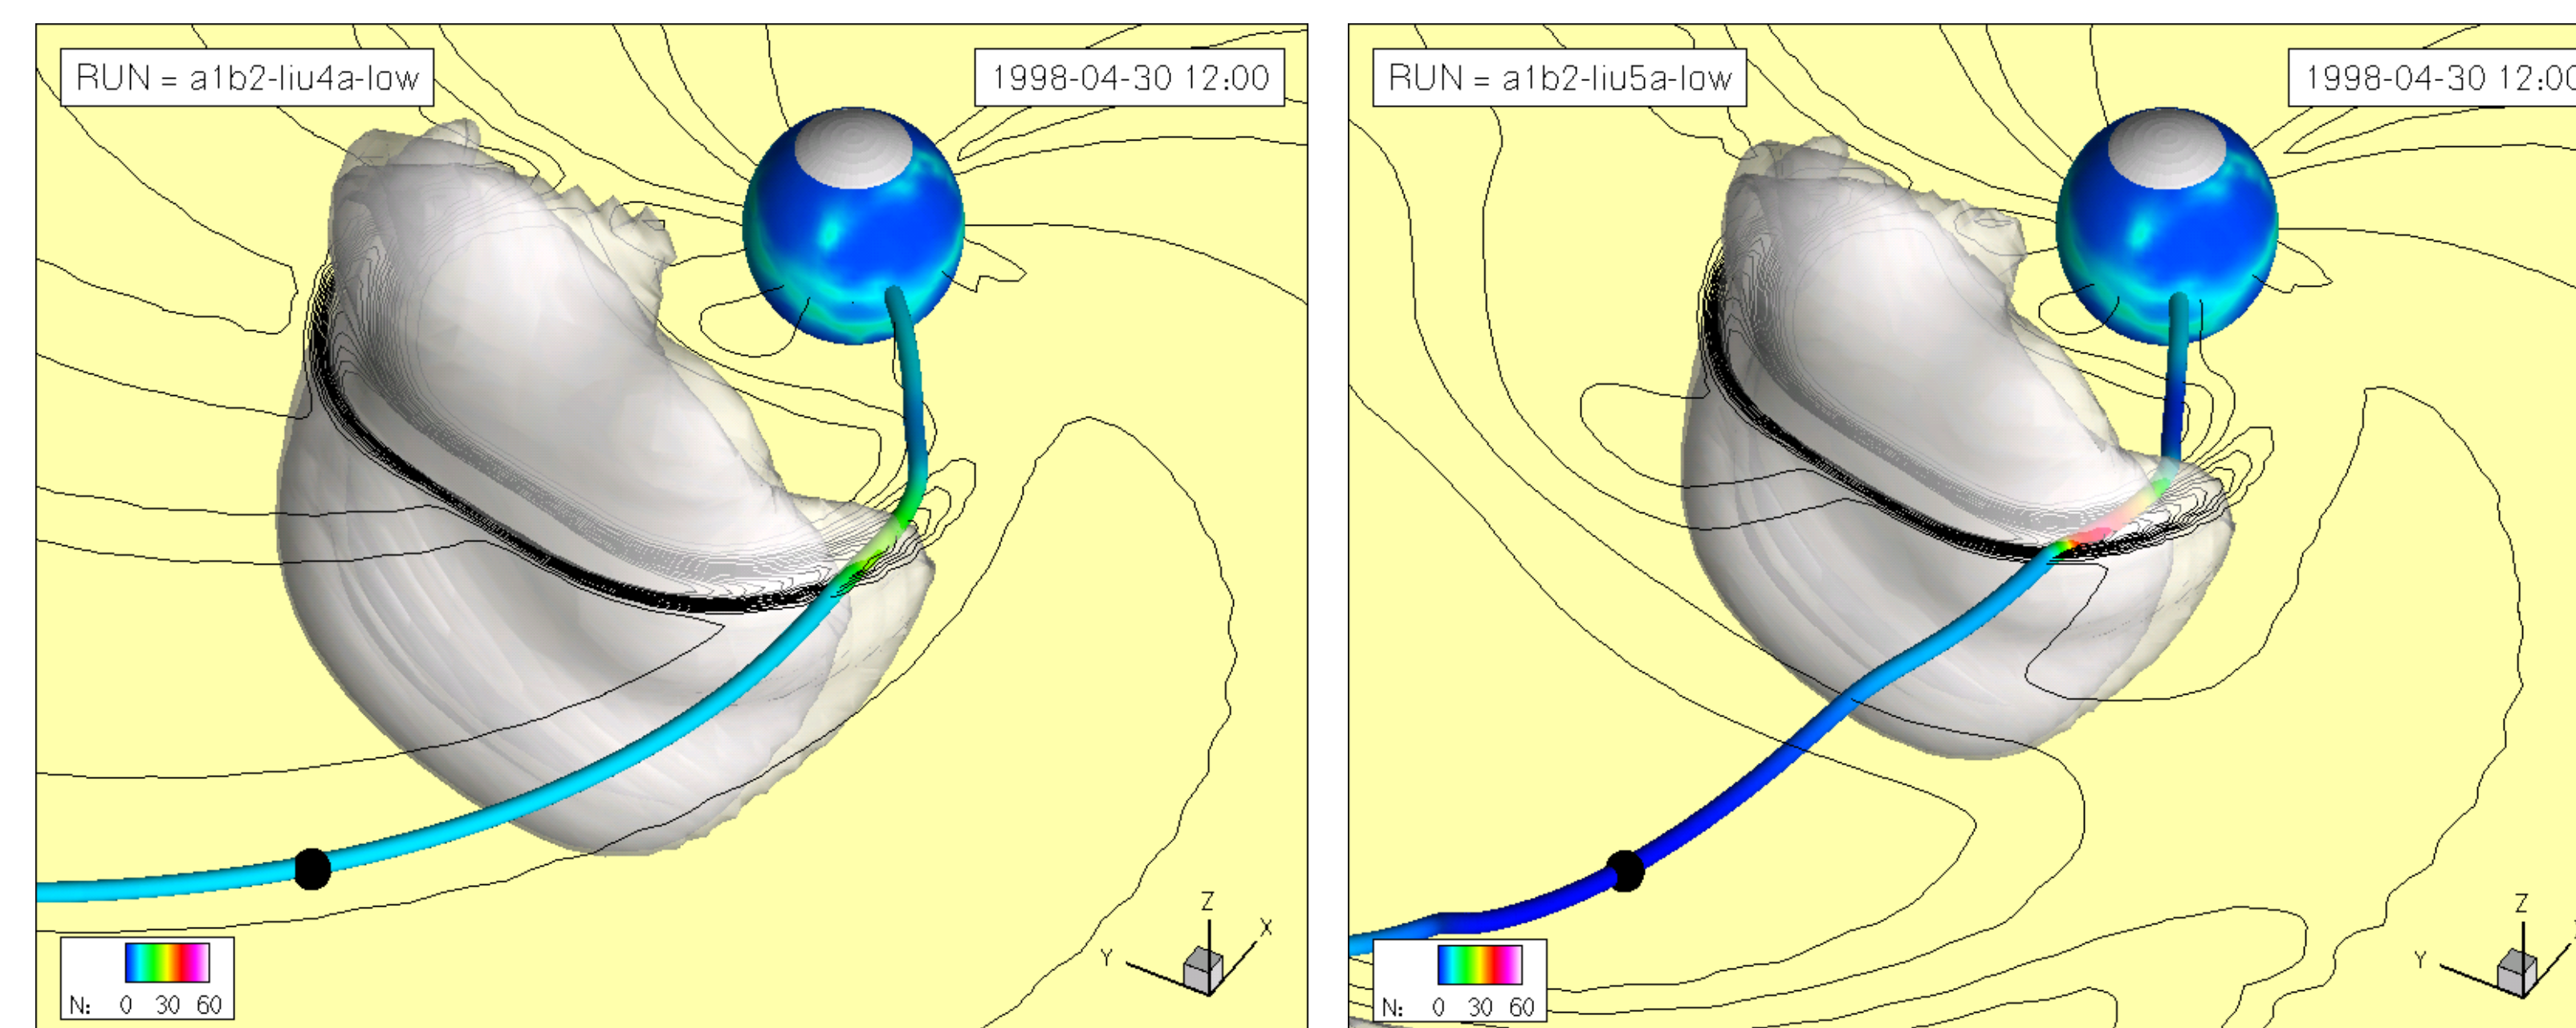 RUN = a1b2-liu4a-low
1998-04-30 12:00
Z
X
Y
N: 0 30 60
RUN = a1b2-liu5a-low
1998-04-30 12:00
Z
Y
N: 0 30 60